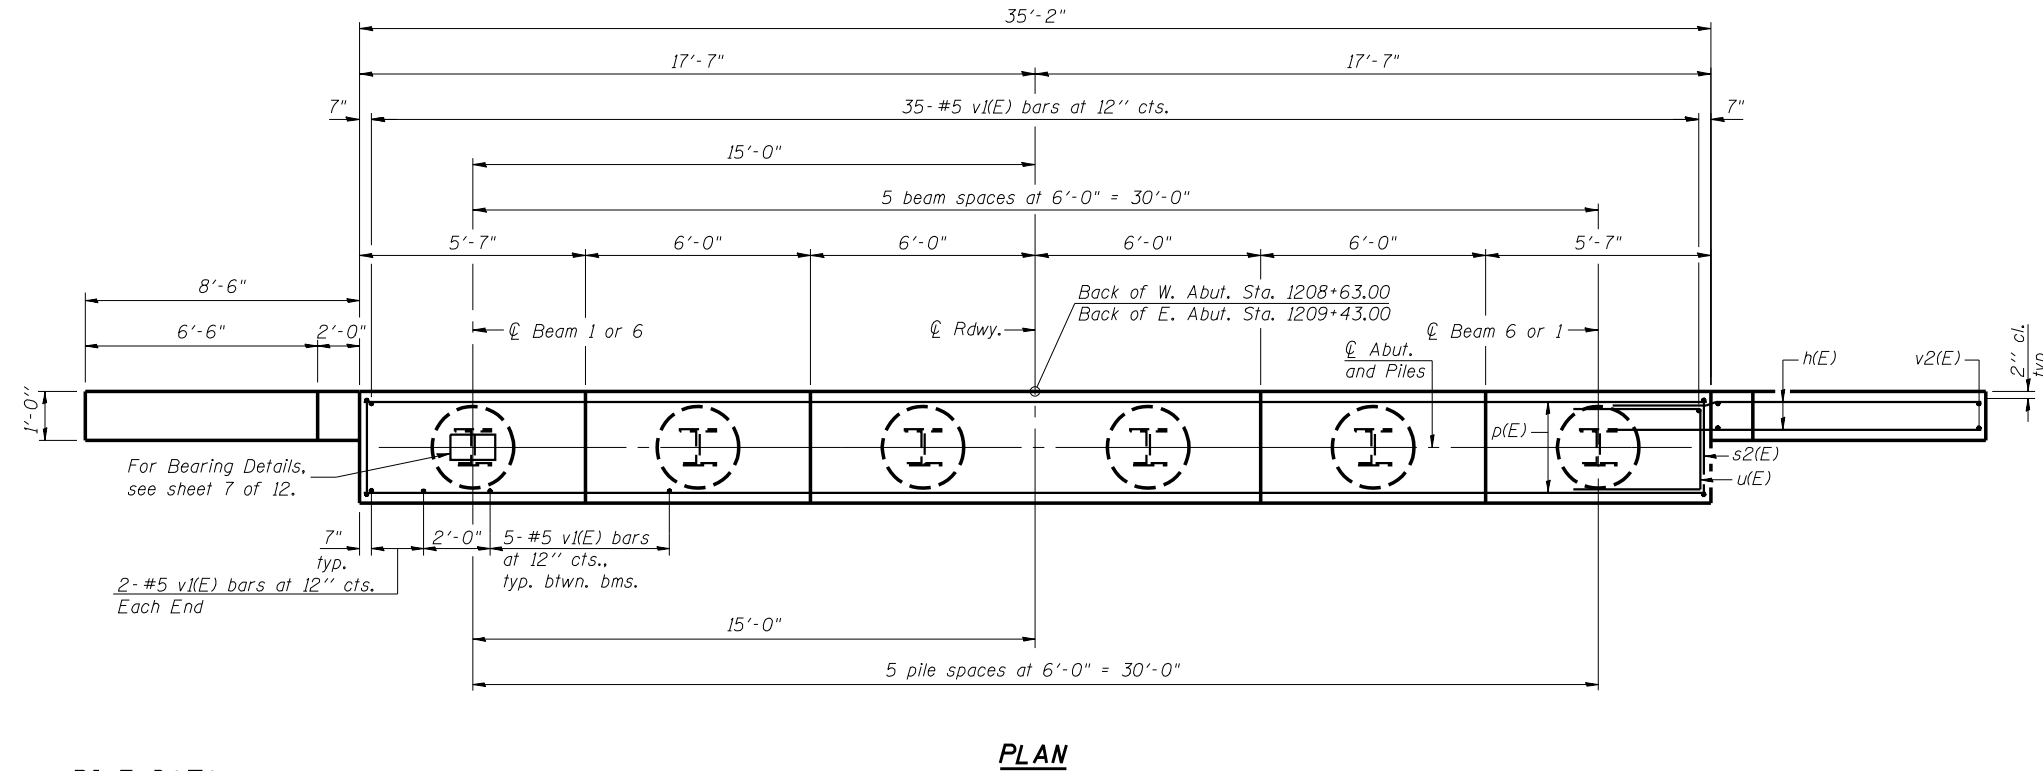 35'-2"
17'-7"
17'-7"
7"
35-#5 v1(E) bars at 12" cts.
7"
15'-0"
5 beam spaces at 6'-0" = 30'-0"
5'-7"
6'-0"
6'-0"
6'-0"
6'-0"
5'-7"
8'-6"
6'-6"
2'-0"
℄ Beam 1 or 6
℄ Rdwy.
Back of W. Abut. Sta. 1208+63.00
Back of E. Abut. Sta. 1209+43.00
℄ Beam 6 or 1
℄ Abut.
and Piles
h(E)
v2(E)
2" cl.
typ
1'-0"
p(E)
s2(E)
u(E)
For Bearing Details,
see sheet 7 of 12.
7"
typ.
2'-0"
5-#5 v1(E) bars
at 12" cts.,
typ. btwn. bms.
2-#5 v1(E) bars at 12" cts.
Each End
15'-0"
5 pile spaces at 6'-0" = 30'-0"
PLAN